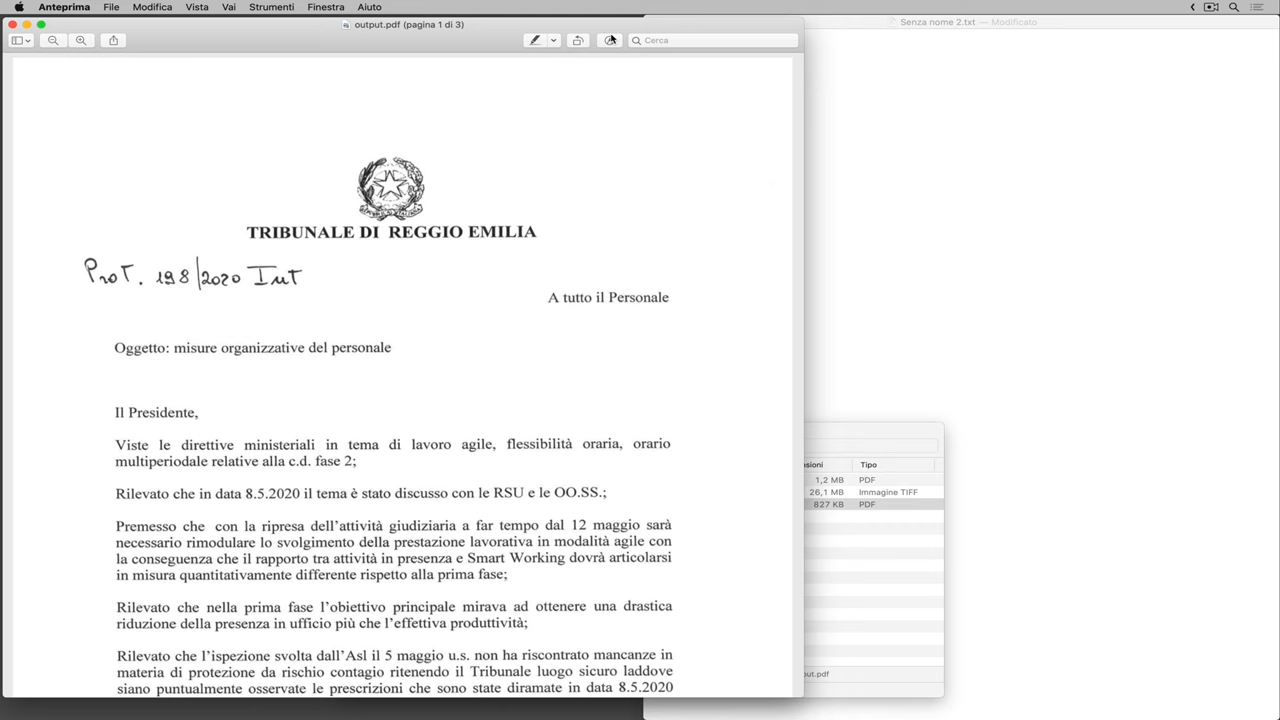 Anteprima File Modifica Vista Vai Strumenti Finestra Aiuto
output.pdf (pagina 1 di 3)
Senza nome 2.txt — Modificato
Cerca
TRIBUNALE DI REGGIO EMILIA
Prot. 198/2020 Int
A tutto il Personale
Oggetto: misure organizzative del personale
Il Presidente,
Viste le direttive ministeriali in tema di lavoro agile, flessibilità oraria, orario
multiperiodale relative alla c.d. fase 2;
Rilevato che in data 8.5.2020 il tema è stato discusso con le RSU e le OO.SS.;
Premesso che con la ripresa dell'attività giudiziaria a far tempo dal 12 maggio sarà
necessario rimodulare lo svolgimento della prestazione lavorativa in modalità agile con
la conseguenza che il rapporto tra attività in presenza e Smart Working dovrà articolarsi
in misura quantitativamente differente rispetto alla prima fase;
Rilevato che nella prima fase l'obiettivo principale mirava ad ottenere una drastica
riduzione della presenza in ufficio più che l'effettiva produttività;
Rilevato che l'ispezione svolta dall'Asl il 5 maggio u.s. non ha riscontrato mancanze in
materia di protezione da rischio contagio ritenendo il Tribunale luogo sicuro laddove
siano puntualmente osservate le prescrizioni che sono state diramate in data 8.5.2020
nsioni Tipo
1,2 MB PDF
26,1 MB Immagine TIFF
827 KB PDF
out.pdf